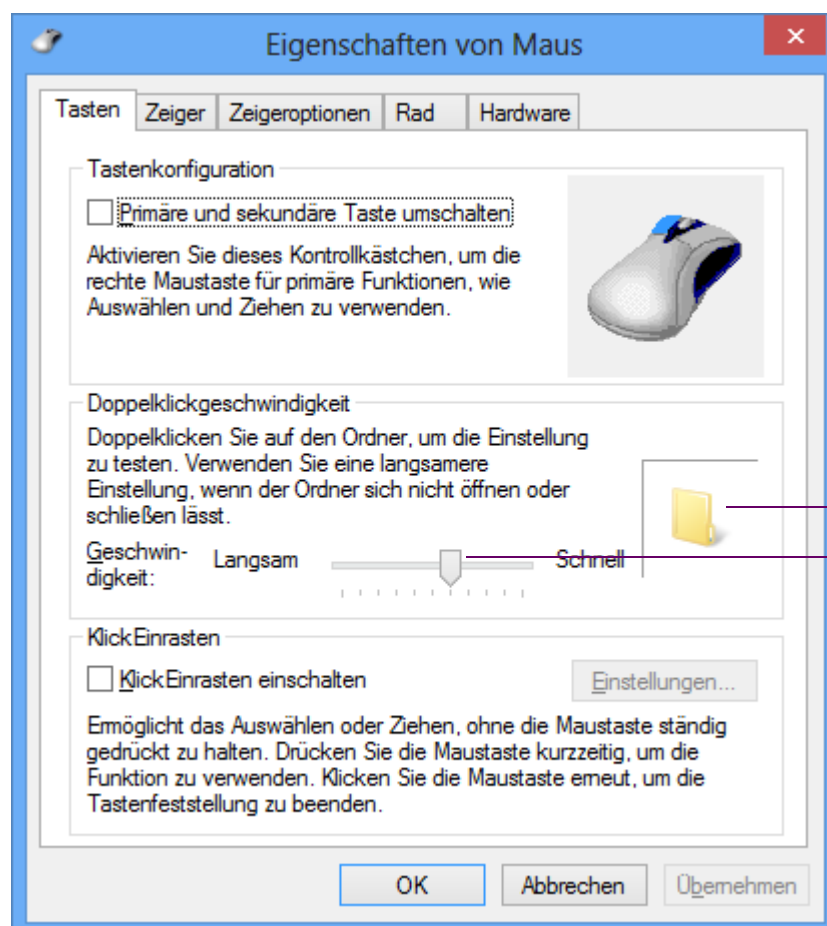 Eigenschaften von Maus
Tasten Zeiger Zeigeroptionen Rad Hardware
Tastenkonfiguration
Primäre und sekundäre Taste umschalten
Aktivieren Sie dieses Kontrollkästchen, um die
rechte Maustaste für primäre Funktionen, wie
Auswählen und Ziehen zu verwenden.
Doppelklickgeschwindigkeit
Doppelklicken Sie auf den Ordner, um die Einstellung
zu testen. Verwenden Sie eine langsamere
Einstellung, wenn der Ordner sich nicht öffnen oder
schließen lässt.
Geschwin-
digkeit:
Langsam Schnell
KlickEinrasten
KlickEinrasten einschalten
Einstellungen...
Ermöglicht das Auswählen oder Ziehen, ohne die Maustaste ständig
gedrückt zu halten. Drücken Sie die Maustaste kurzzeitig, um die
Funktion zu verwenden. Klicken Sie die Maustaste erneut, um die
Tastenfeststellung zu beenden.
OK Abbrechen Übernehmen